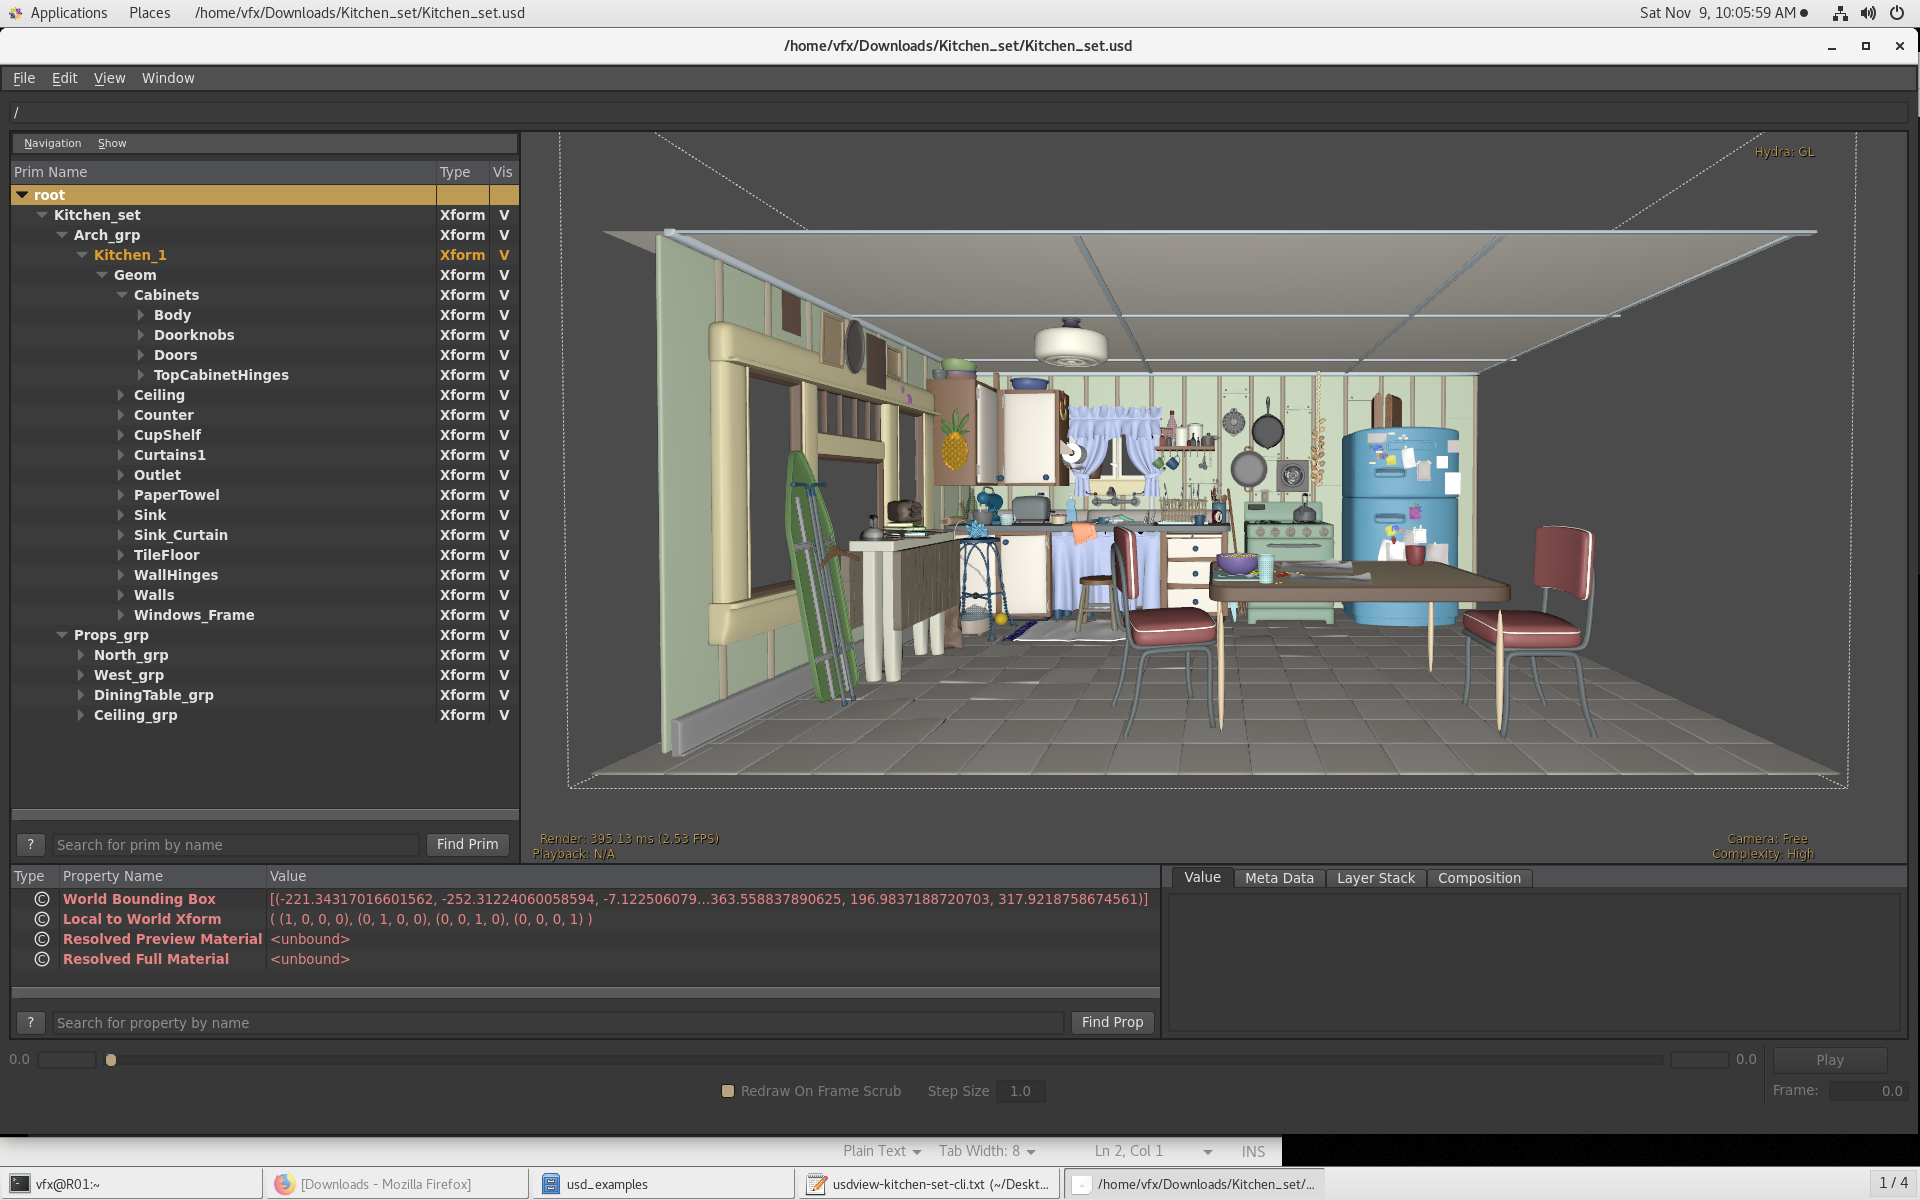 Applications Places /home/vfx/Downloads/Kitchen_set/Kitchen_set.usd Sat Nov 9, 10:05:59 AM
/home/vfx/Downloads/Kitchen_set/Kitchen_set.usd
File Edit View Window
/
Navigation Show
Prim Name Type Vis
root
Kitchen_set Xform V
Arch_grp Xform V
Kitchen_1 Xform V
Geom Xform V
Cabinets Xform V
Body Xform V
Doorknobs Xform V
Doors Xform V
TopCabinetHinges Xform V
Ceiling Xform V
Counter Xform V
CupShelf Xform V
Curtains1 Xform V
Outlet Xform V
PaperTowel Xform V
Sink Xform V
Sink_Curtain Xform V
TileFloor Xform V
WallHinges Xform V
Walls Xform V
Windows_Frame Xform V
Props_grp Xform V
North_grp Xform V
West_grp Xform V
DiningTable_grp Xform V
Ceiling_grp Xform V
? Search for prim by name Find Prim
Hydra: GL
Render: 395.13 ms (2.53 FPS)
Playback: N/A
Camera: Free
Complexity: High
Type Property Name Value
© World Bounding Box [(-221.34317016601562, -252.31224060058594, -7.122506079...363.558837890625, 196.9837188720703, 317.9218758674561)]
© Local to World Xform ( (1, 0, 0, 0), (0, 1, 0, 0), (0, 0, 1, 0), (0, 0, 0, 1) )
© Resolved Preview Material <unbound>
© Resolved Full Material <unbound>
? Search for property by name Find Prop
Value Meta Data Layer Stack Composition
0.0 0.0 Play
Redraw On Frame Scrub Step Size 1.0 Frame: 0.0
Plain Text Tab Width: 8 Ln 2, Col 1 INS
vfx@R01:~ [Downloads - Mozilla Firefox] usd_examples usdview-kitchen-set-cli.txt (~/Deskt... /home/vfx/Downloads/Kitchen_set/... 1 / 4